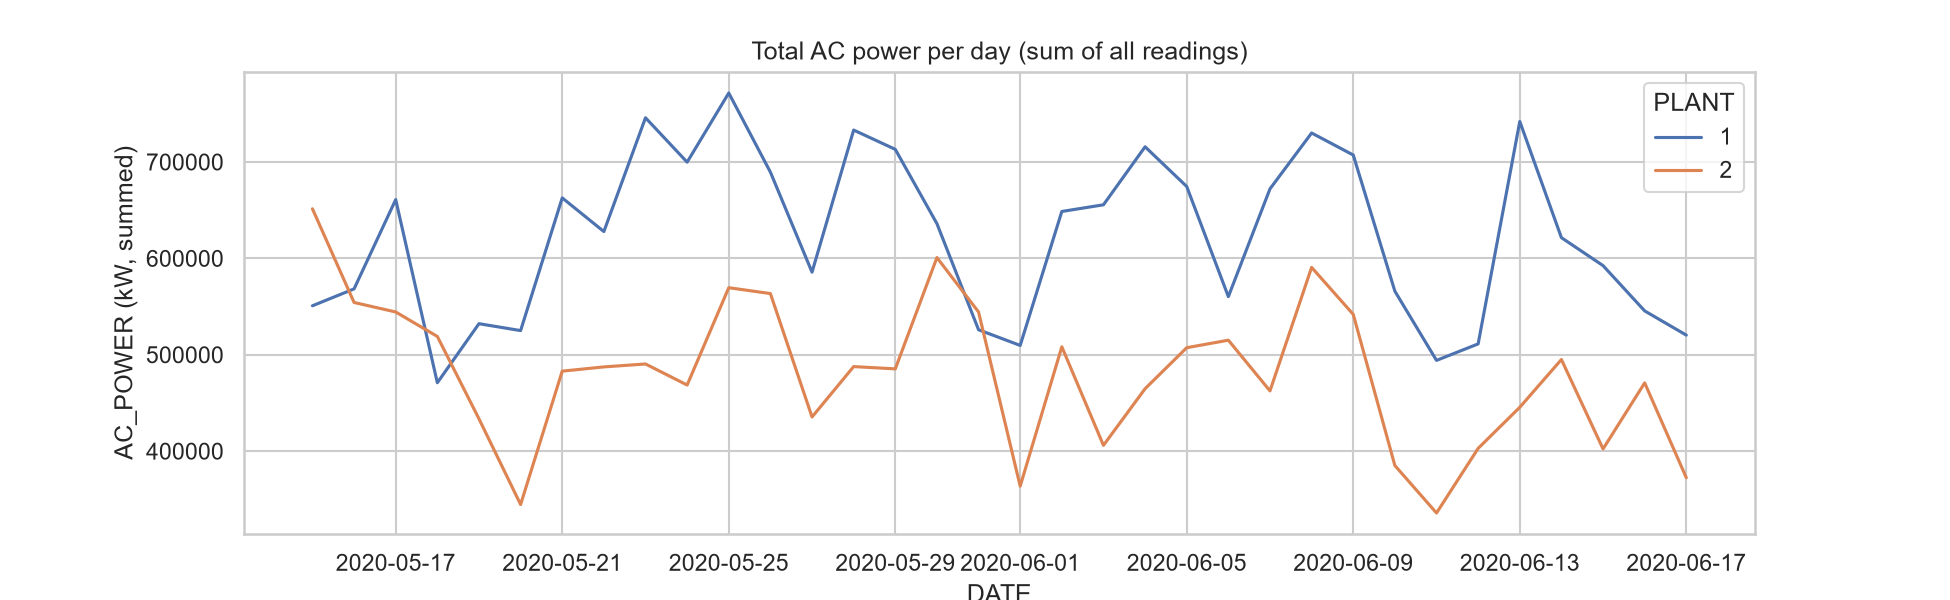 Total AC power per day (sum of all readings)
PLANT
1
2
AC_POWER (kW, summed)
700000
600000
500000
400000
2020-05-17 2020-05-21 2020-05-25 2020-05-29 2020-06-01 2020-06-05 2020-06-09 2020-06-13 2020-06-17
DATE